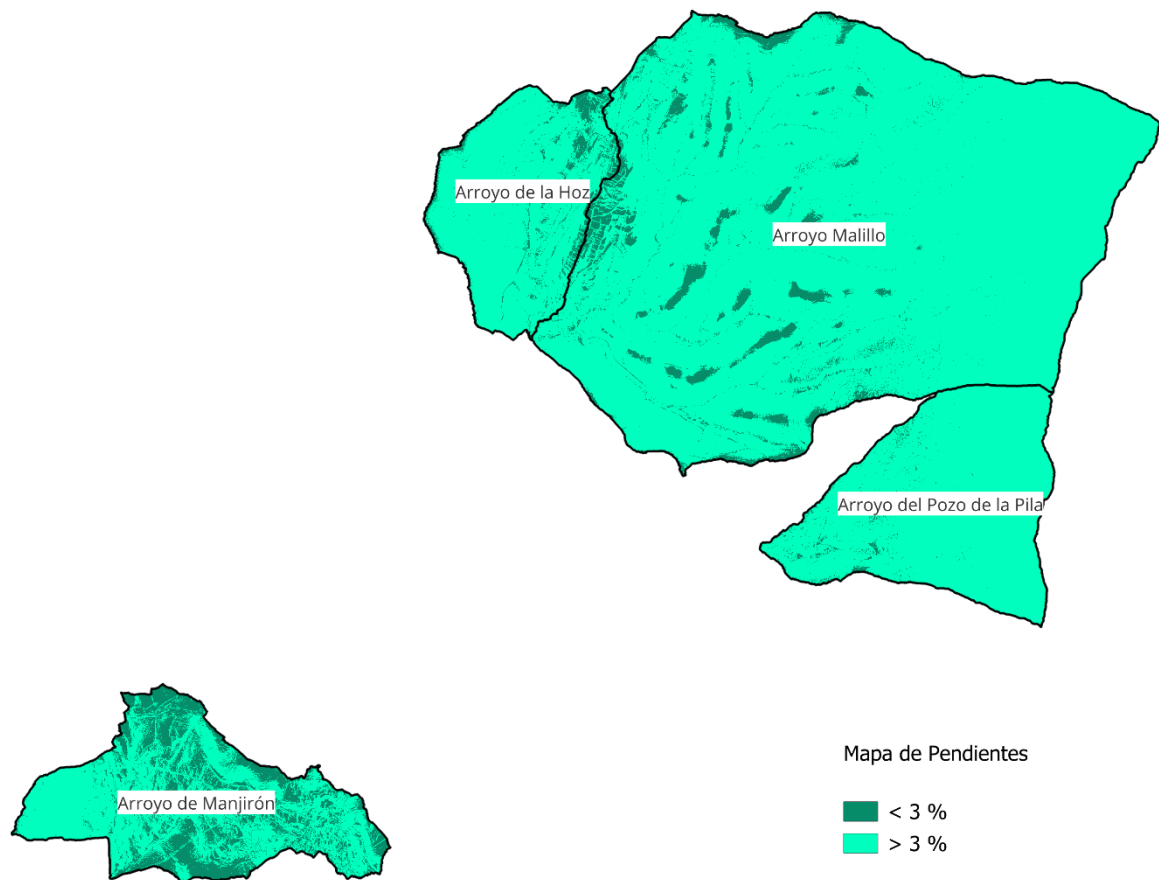 Arroyo de la Hoz
Arroyo Malillo
Arroyo del Pozo de la Pila
Arroyo de Manjirón
Mapa de Pendientes
< 3 %
> 3 %